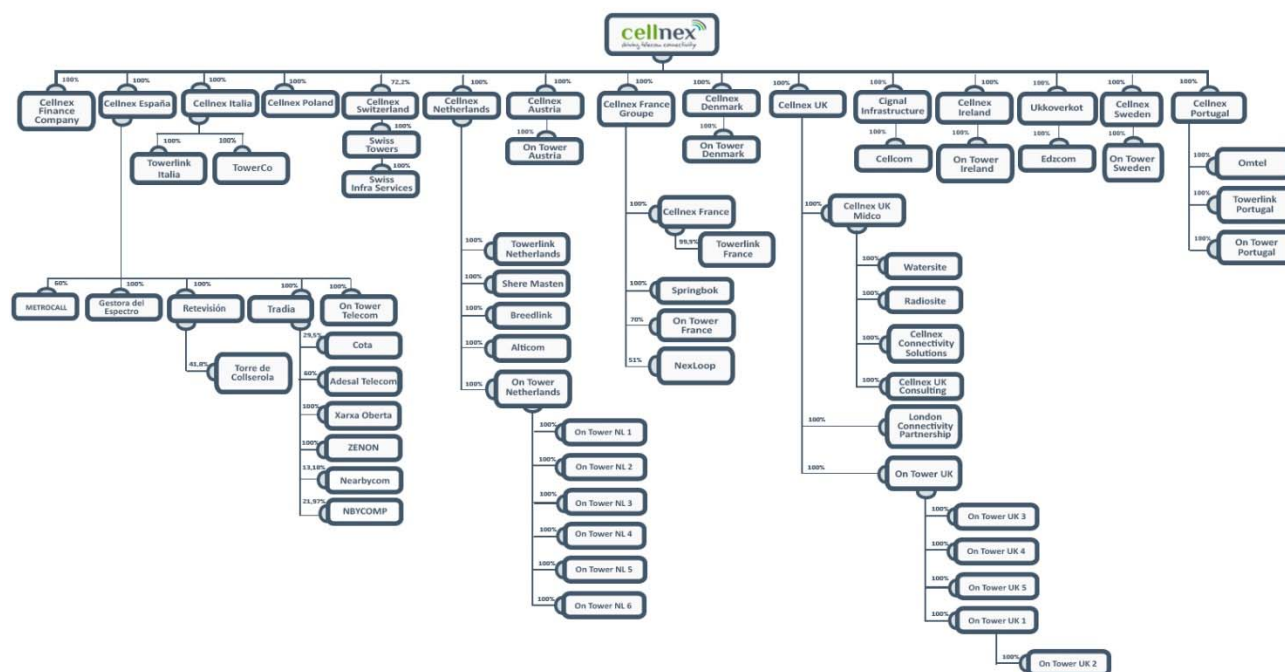 cellnex
driving telecom connectivity
100%
100%
100%
100%
72,2%
100%
100%
100%
100%
100%
100%
100%
100%
100%
100%
Cellnex
Finance
Company
Cellnex España
Cellnex Italia
Cellnex Poland
Cellnex
Switzerland
Cellnex
Netherlands
Cellnex
Austria
Cellnex France
Groupe
Cellnex
Denmark
Cellnex UK
Cignal
Infrastructure
Cellnex
Ireland
Ukkoverkot
Cellnex
Sweden
Cellnex
Portugal
100%
Towerlink
Italia
100%
TowerCo
100%
Swiss
Towers
100%
Swiss
Infra Services
100%
On Tower
Austria
100%
On Tower
Denmark
100%
Cellcom
100%
On Tower
Ireland
100%
Edzcom
100%
On Tower
Sweden
100%
Omtel
100%
Towerlink
Portugal
100%
On Tower
Portugal
60%
METROCALL
100%
Gestora del
Espectro
100%
Retevisión
100%
Tradia
100%
On Tower
Telecom
41,8%
Torre de
Collserola
29,5%
Cota
60%
Adesal Telecom
100%
Xarxa Oberta
100%
ZENON
13,18%
Nearbycom
21,97%
NBYCOMP
100%
Towerlink
Netherlands
100%
Shere Masten
100%
Breedlink
100%
Alticom
100%
On Tower
Netherlands
100%
On Tower NL 1
100%
On Tower NL 2
100%
On Tower NL 3
100%
On Tower NL 4
100%
On Tower NL 5
100%
On Tower NL 6
100%
Cellnex France
99,9%
Towerlink
France
100%
Springbok
70%
On Tower
France
51%
NexLoop
100%
Cellnex UK
Midco
100%
Watersite
100%
Radiosite
100%
Cellnex
Connectivity
Solutions
100%
Cellnex UK
Consulting
100%
London
Connectivity
Partnership
100%
On Tower UK
100%
On Tower UK 3
100%
On Tower UK 4
100%
On Tower UK 5
100%
On Tower UK 1
100%
On Tower UK 2